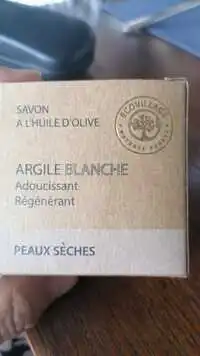 SAVON
A L'HUILE D'OLIVE
ECOVILLAGE
ARGILE BLANCHE
Adoucissant
Régénérant
PEAUX SÈCHES